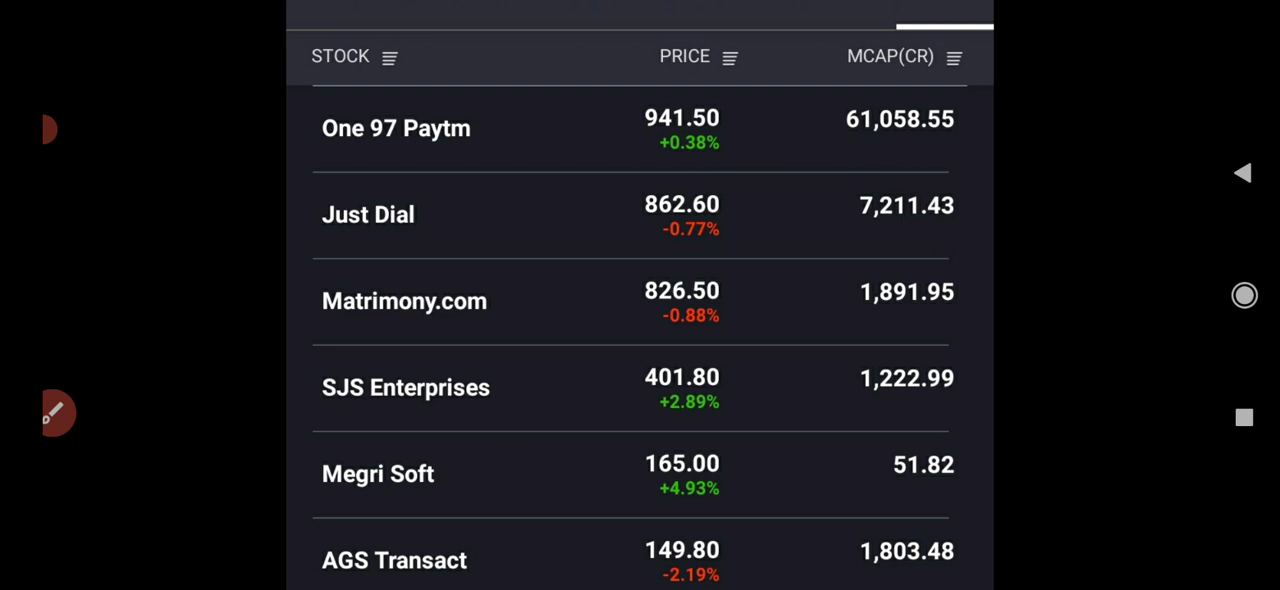 STOCK PRICE MCAP(CR)
One 97 Paytm 941.50 61,058.55
+0.38%
Just Dial 862.60 7,211.43
-0.77%
Matrimony.com 826.50 1,891.95
-0.88%
SJS Enterprises 401.80 1,222.99
+2.89%
Megri Soft 165.00 51.82
+4.93%
AGS Transact 149.80 1,803.48
-2.19%